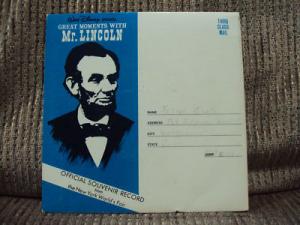 Walt Disney presents
GREAT MOMENTS WITH
Mr. LINCOLN
THIRD
CLASS
MAIL
NAME
ADDRESS
CITY
STATE
OFFICIAL SOUVENIR RECORD
from
the New York World's Fair